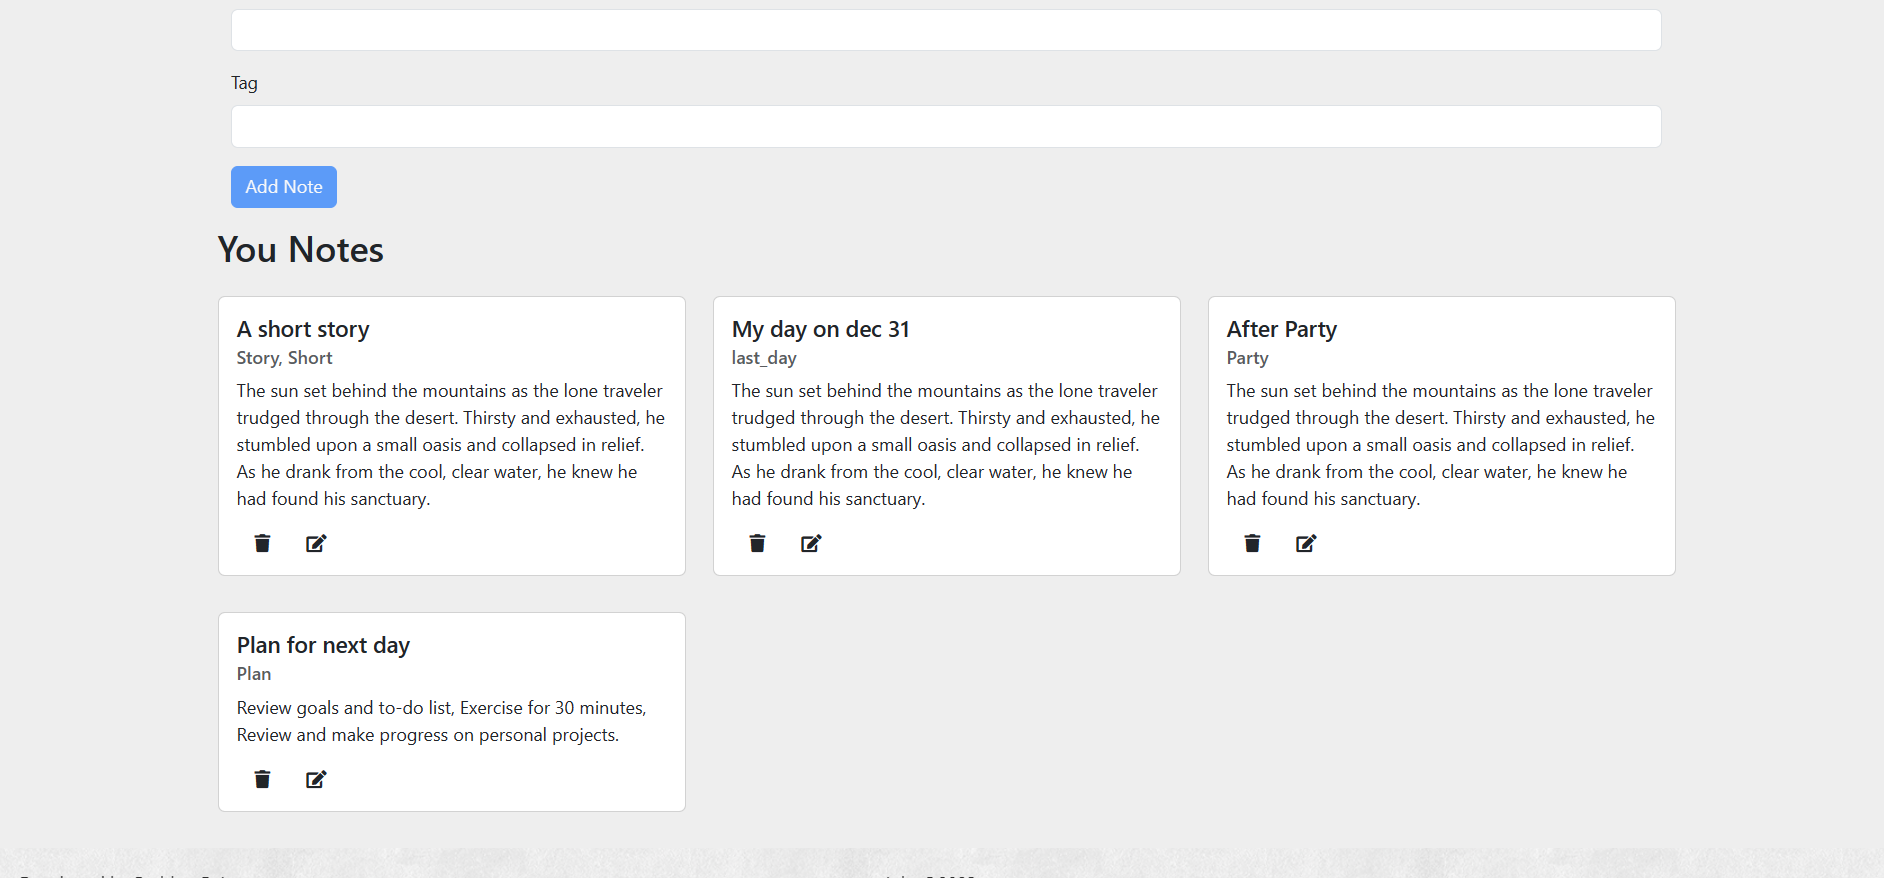 Tag
Add Note
You Notes
A short story
Story, Short
The sun set behind the mountains as the lone traveler
trudged through the desert. Thirsty and exhausted, he
stumbled upon a small oasis and collapsed in relief.
As he drank from the cool, clear water, he knew he
had found his sanctuary.
My day on dec 31
last_day
The sun set behind the mountains as the lone traveler
trudged through the desert. Thirsty and exhausted, he
stumbled upon a small oasis and collapsed in relief.
As he drank from the cool, clear water, he knew he
had found his sanctuary.
After Party
Party
The sun set behind the mountains as the lone traveler
trudged through the desert. Thirsty and exhausted, he
stumbled upon a small oasis and collapsed in relief.
As he drank from the cool, clear water, he knew he
had found his sanctuary.
Plan for next day
Plan
Review goals and to-do list, Exercise for 30 minutes,
Review and make progress on personal projects.